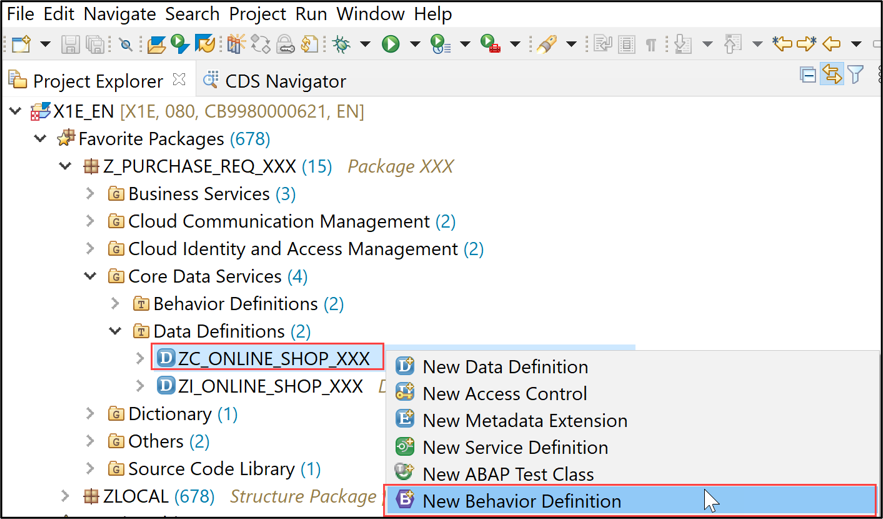 File Edit Navigate Search Project Run Window Help
Project Explorer CDS Navigator
X1E_EN [X1E, 080, CB9980000621, EN]
Favorite Packages (678)
Z_PURCHASE_REQ_XXX (15) Package XXX
Business Services (3)
Cloud Communication Management (2)
Cloud Identity and Access Management (2)
Core Data Services (4)
Behavior Definitions (2)
Data Definitions (2)
ZC_ONLINE_SHOP_XXX
ZI_ONLINE_SHOP_XXX
Dictionary (1)
Others (2)
Source Code Library (1)
ZLOCAL (678) Structure Package
New Data Definition
New Access Control
New Metadata Extension
New Service Definition
New ABAP Test Class
New Behavior Definition